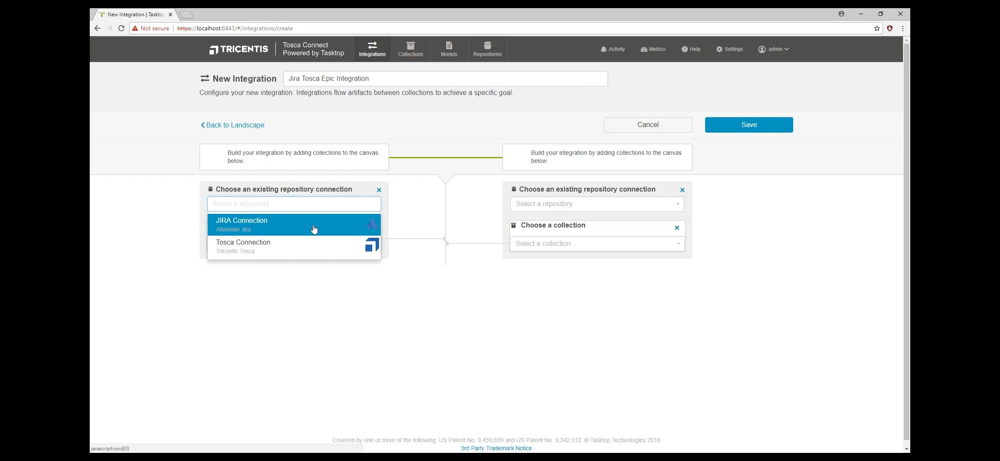 New Integration | Taskto
Not secure | https://localhost:8443/#/integrations/create
TRICENTIS
Tosca Connect
Powered by Tasktop
Integrations
Collections
Models
Repositories
Activity
Metrics
Help
Settings
admin
New Integration
Jira Tosca Epic Integration
Configure your new integration. Integrations flow artifacts between collections to achieve a specific goal.
Back to Landscape
Cancel
Save
Build your integration by adding collections to the canvas
below.
Build your integration by adding collections to the canvas
below.
Choose an existing repository connection
Select a repository
JIRA Connection
Atlassian Jira
Tosca Connection
Tricentis Tosca
Choose an existing repository connection
Select a repository
Choose a collection
Select a collection
Covered by one or more of the following: US Patent No. 9,459,839 and US Patent No. 9,342,512. © Tasktop Technologies 2018
3rd Party Trademark Notice
javascript:void(0)